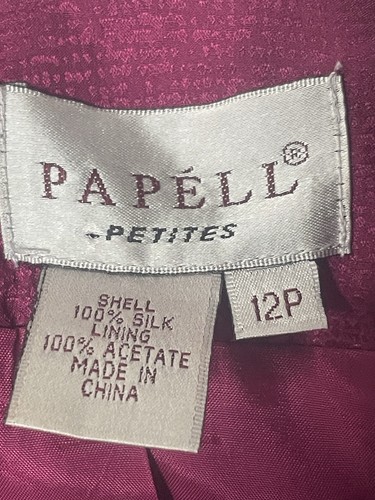 PAPÉLL®
-PETITES
12P
SHELL
100% SILK
LINING
100% ACETATE
MADE IN
CHINA